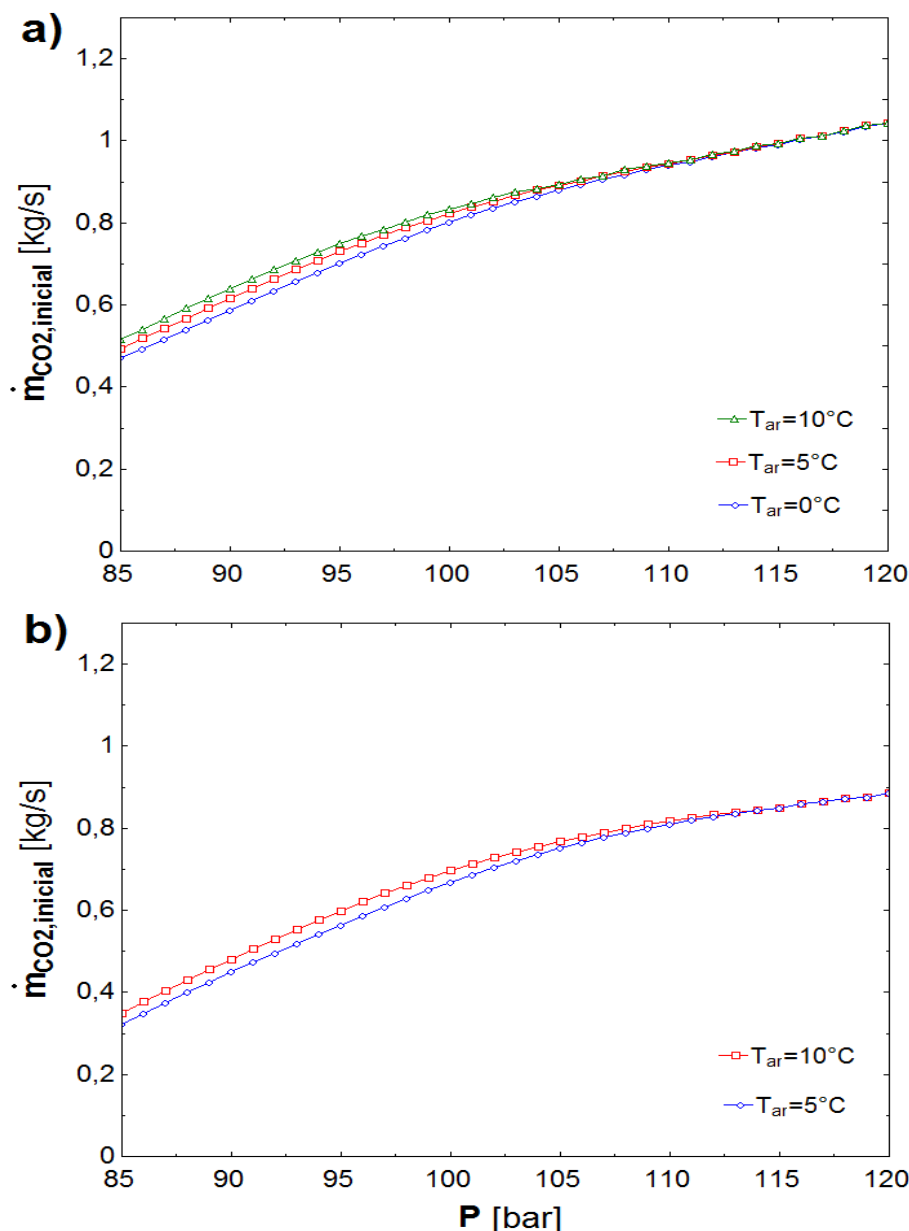 a)
1,2
1
0,8
0,6
0,4
0,2
0
ṁCO2,inicial [kg/s]
Tar=10°C
Tar=5°C
Tar=0°C
85 90 95 100 105 110 115 120
b)
1,2
1
0,8
0,6
0,4
0,2
0
ṁCO2,inicial [kg/s]
Tar=10°C
Tar=5°C
85 90 95 100 105 110 115 120
P [bar]